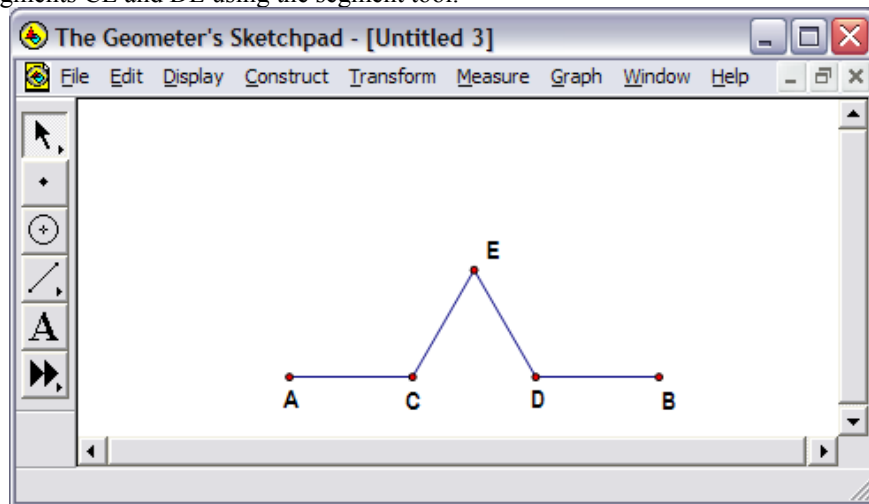 segments CE and DE using the segment tool.
The Geometer's Sketchpad - [Untitled 3]
File Edit Display Construct Transform Measure Graph Window Help
A
E
A C D B